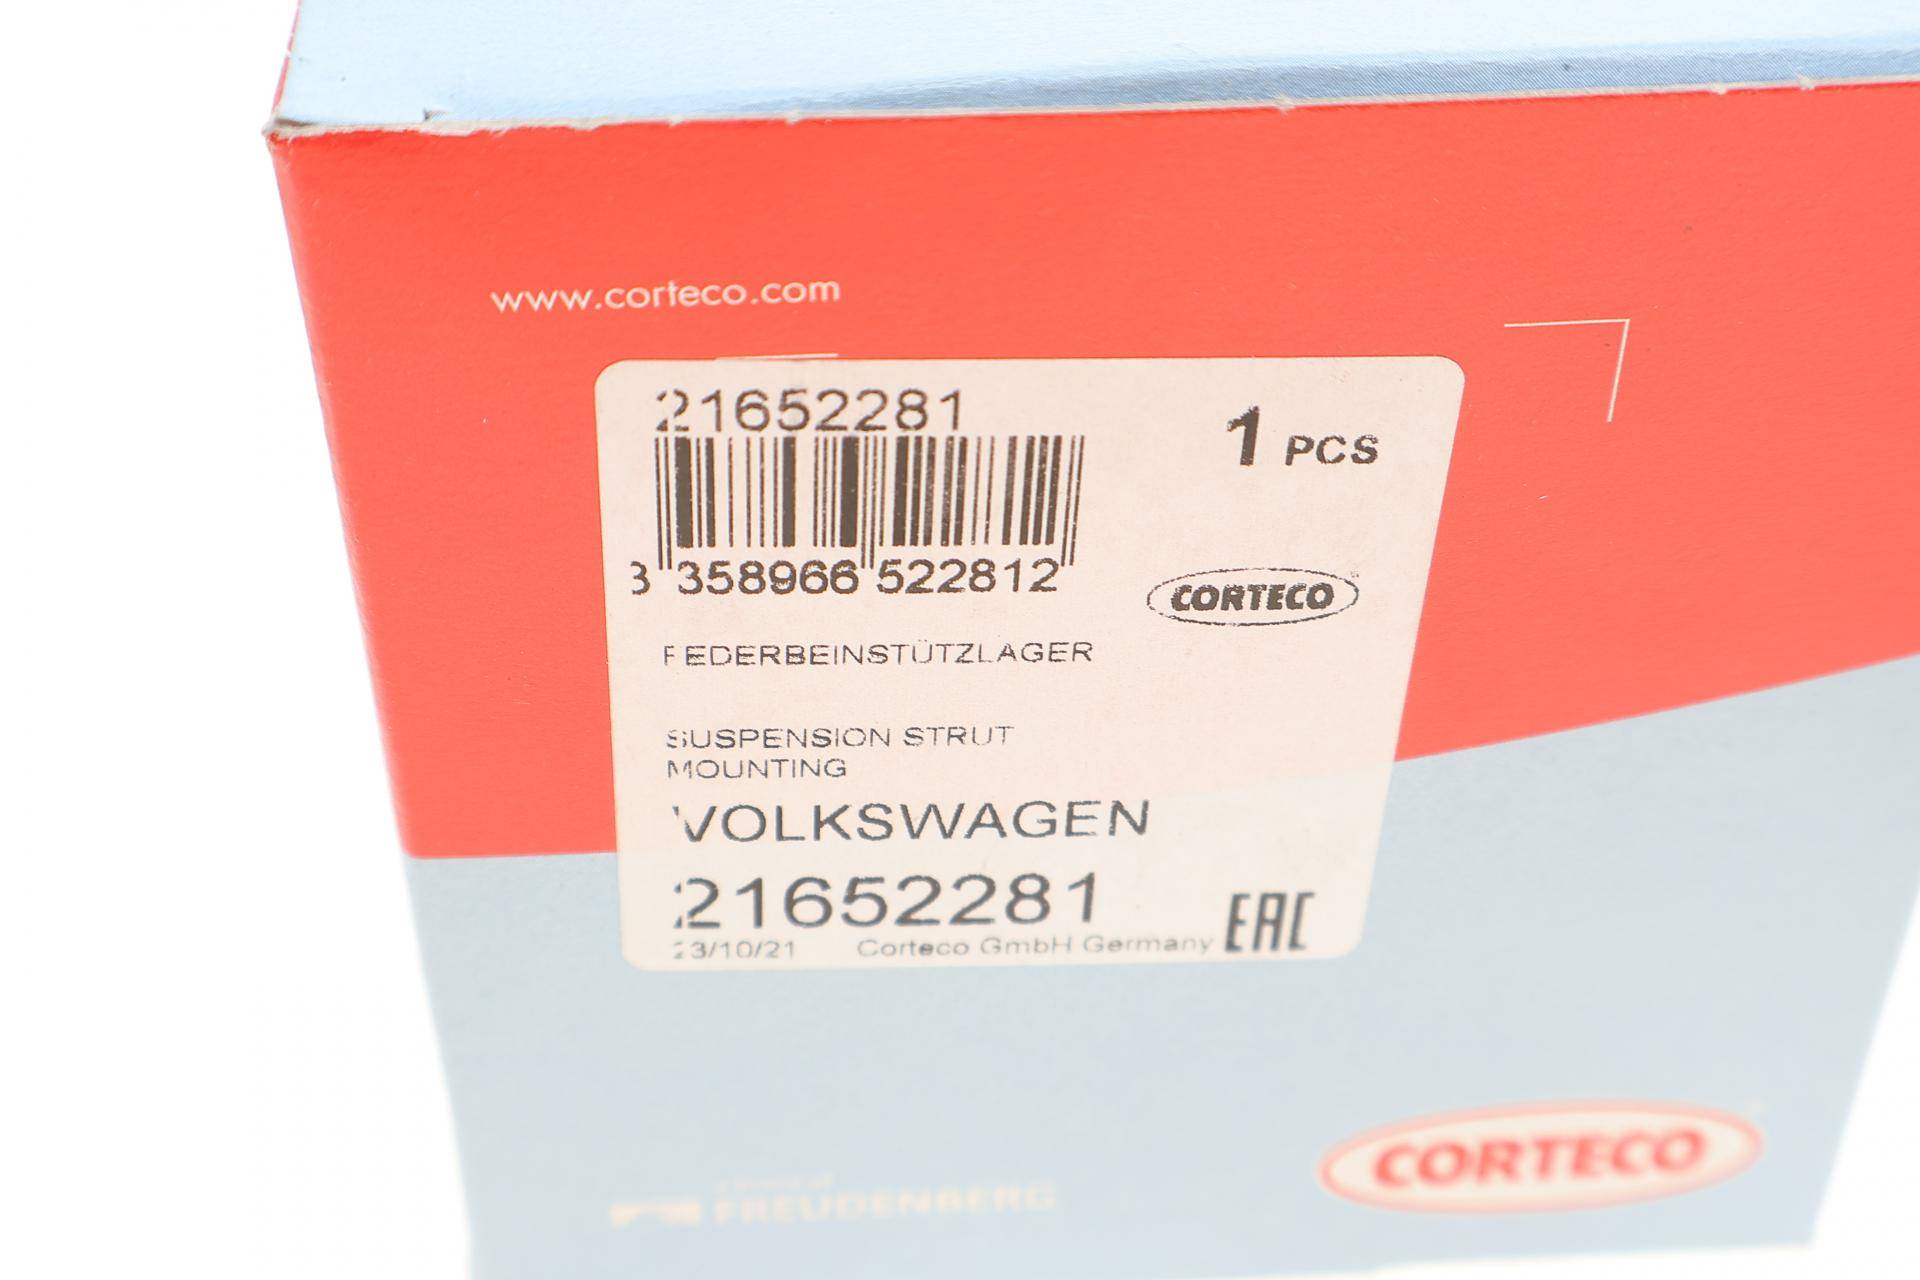 www.corteco.com
21652281
1 PCS
3 358966 522812
CORTECO
FEDERBEINSTÜTZLAGER
SUSPENSION STRUT
MOUNTING
VOLKSWAGEN
21652281
23/10/21 Corteco GmbH Germany EAC
CORTECO
FREUDENBERG